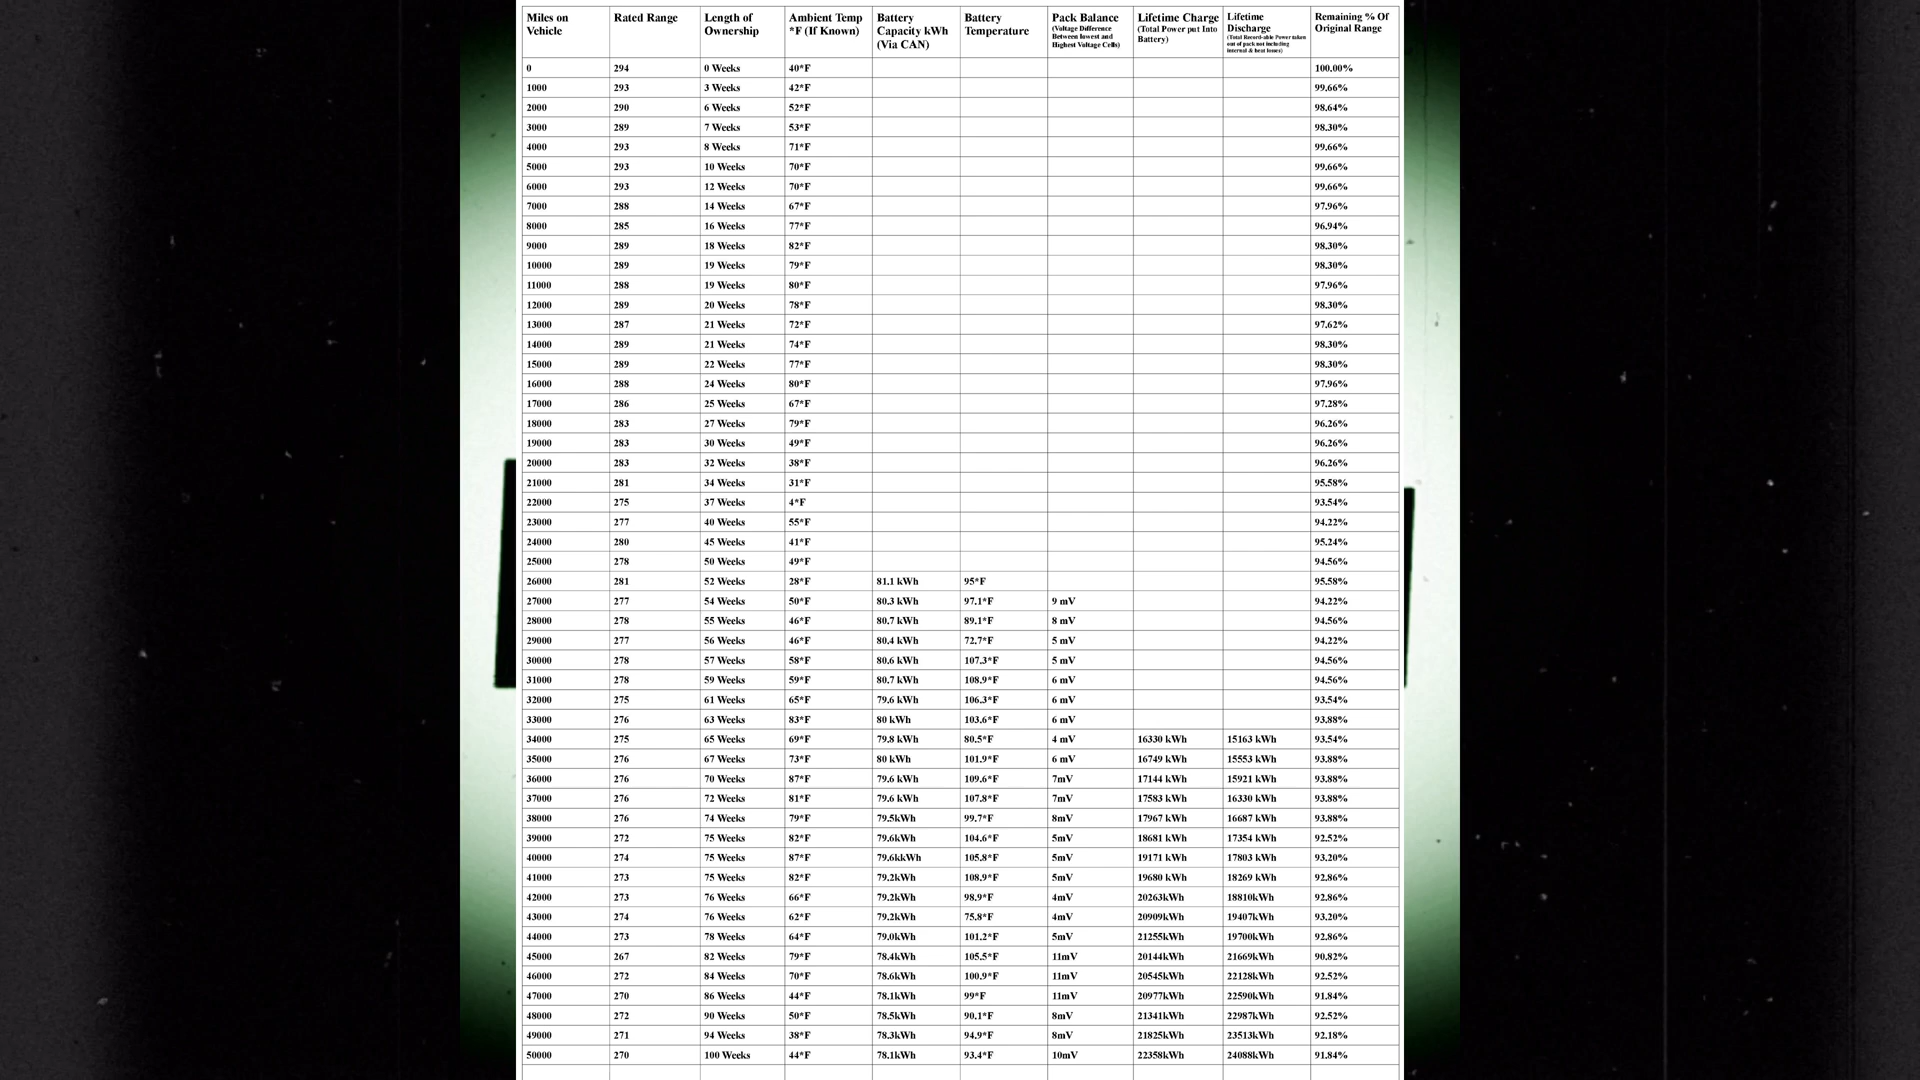 Miles on Vehicle Rated Range Length of Ownership Ambient Temp *F (If Known) Battery Capacity kWh (Via CAN) Battery Temperature Pack Balance (Voltage Difference Between lowest and Highest Voltage Cells) Lifetime Charge (Total Power put Into Battery) Lifetime Discharge (Total Record-able Power taken out of pack not including internal & heat losses) Remaining % Of Original Range
0 294 0 Weeks 40*F 100.00%
1000 293 3 Weeks 42*F 99.66%
2000 290 6 Weeks 52*F 98.64%
3000 289 7 Weeks 53*F 98.30%
4000 293 8 Weeks 71*F 99.66%
5000 293 10 Weeks 70*F 99.66%
6000 293 12 Weeks 70*F 99.66%
7000 288 14 Weeks 67*F 97.96%
8000 285 16 Weeks 77*F 96.94%
9000 289 18 Weeks 82*F 98.30%
10000 289 19 Weeks 79*F 98.30%
11000 288 19 Weeks 80*F 97.96%
12000 289 20 Weeks 78*F 98.30%
13000 287 21 Weeks 72*F 97.62%
14000 289 21 Weeks 74*F 98.30%
15000 289 22 Weeks 77*F 98.30%
16000 288 24 Weeks 80*F 97.96%
17000 286 25 Weeks 67*F 97.28%
18000 283 27 Weeks 79*F 96.26%
19000 283 30 Weeks 49*F 96.26%
20000 283 32 Weeks 38*F 96.26%
21000 281 34 Weeks 31*F 95.58%
22000 275 37 Weeks 4*F 93.54%
23000 277 40 Weeks 55*F 94.22%
24000 280 45 Weeks 41*F 95.24%
25000 278 50 Weeks 49*F 94.56%
26000 281 52 Weeks 28*F 81.1 kWh 95*F 95.58%
27000 277 54 Weeks 50*F 80.3 kWh 97.1*F 9 mV 94.22%
28000 278 55 Weeks 46*F 80.7 kWh 89.1*F 8 mV 94.56%
29000 277 56 Weeks 46*F 80.4 kWh 72.7*F 5 mV 94.22%
30000 278 57 Weeks 58*F 80.6 kWh 107.3*F 5 mV 94.56%
31000 278 59 Weeks 59*F 80.7 kWh 108.9*F 6 mV 94.56%
32000 275 61 Weeks 65*F 79.6 kWh 106.3*F 6 mV 93.54%
33000 276 63 Weeks 83*F 80 kWh 103.6*F 6 mV 93.88%
34000 275 65 Weeks 69*F 79.8 kWh 80.5*F 4 mV 16330 kWh 15163 kWh 93.54%
35000 276 67 Weeks 73*F 80 kWh 101.9*F 6 mV 16749 kWh 15553 kWh 93.88%
36000 276 70 Weeks 87*F 79.6 kWh 109.6*F 7mV 17144 kWh 15921 kWh 93.88%
37000 276 72 Weeks 81*F 79.6 kWh 107.8*F 7mV 17583 kWh 16330 kWh 93.88%
38000 276 74 Weeks 79*F 79.5kWh 99.7*F 8mV 17967 kWh 16687 kWh 93.88%
39000 272 75 Weeks 82*F 79.6kWh 104.6*F 5mV 18681 kWh 17354 kWh 92.52%
40000 274 75 Weeks 87*F 79.6kkWh 105.8*F 5mV 19171 kWh 17803 kWh 93.20%
41000 273 75 Weeks 82*F 79.2kWh 108.9*F 5mV 19680 kWh 18269 kWh 92.86%
42000 273 76 Weeks 66*F 79.2kWh 98.9*F 4mV 20263kWh 18810kWh 92.86%
43000 274 76 Weeks 62*F 79.2kWh 75.8*F 4mV 20909kWh 19407kWh 93.20%
44000 273 78 Weeks 64*F 79.0kWh 101.2*F 5mV 21255kWh 19700kWh 92.86%
45000 267 82 Weeks 79*F 78.4kWh 105.5*F 11mV 20144kWh 21669kWh 90.82%
46000 272 84 Weeks 70*F 78.6kWh 100.9*F 11mV 20545kWh 22128kWh 92.52%
47000 270 86 Weeks 44*F 78.1kWh 99*F 11mV 20977kWh 22590kWh 91.84%
48000 272 90 Weeks 50*F 78.5kWh 90.1*F 8mV 21341kWh 22987kWh 92.52%
49000 271 94 Weeks 38*F 78.3kWh 94.9*F 8mV 21825kWh 23513kWh 92.18%
50000 270 100 Weeks 44*F 78.1kWh 93.4*F 10mV 22358kWh 24088kWh 91.84%